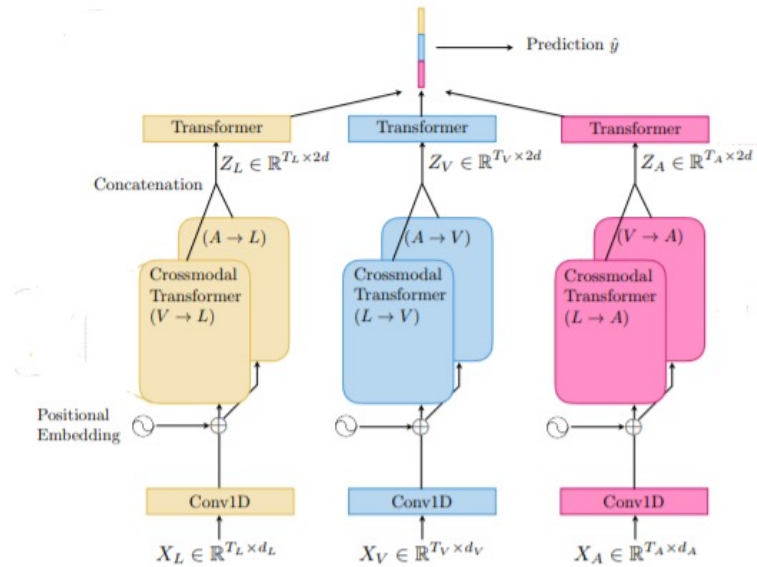 Prediction ŷ
Transformer Transformer Transformer
Z_L ∈ ℝ^{T_L×2d} Z_V ∈ ℝ^{T_V×2d} Z_A ∈ ℝ^{T_A×2d}
Concatenation
(A → L) (A → V) (V → A)
Crossmodal Crossmodal Crossmodal
Transformer Transformer Transformer
(V → L) (L → V) (L → A)
Positional
Embedding
Conv1D Conv1D Conv1D
X_L ∈ ℝ^{T_L×d_L} X_V ∈ ℝ^{T_V×d_V} X_A ∈ ℝ^{T_A×d_A}